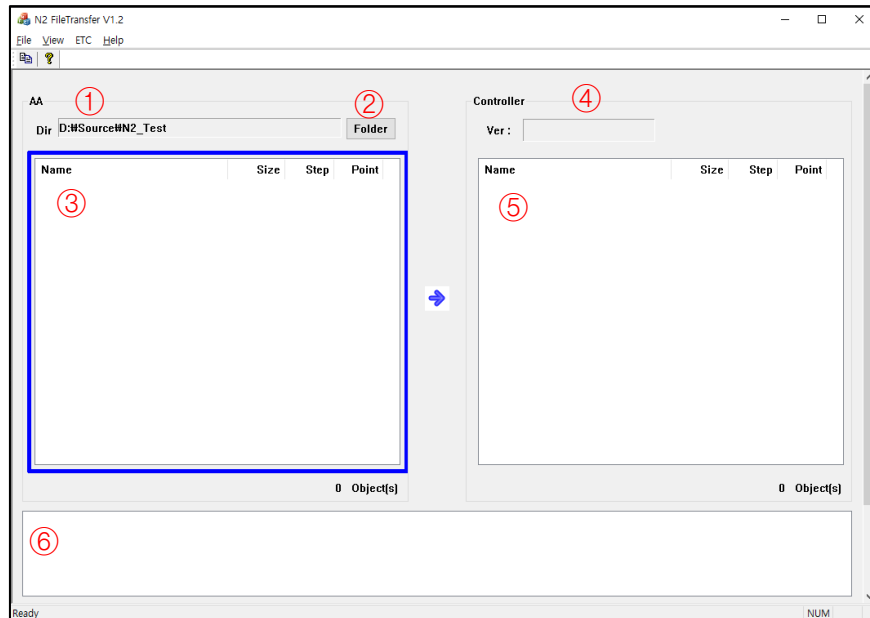 N2 FileTransfer V1.2
File View ETC Help
AA ① ②
Dir D:₩Source₩N2_Test Folder
Name Size Step Point
③
0 Object(s)
Controller ④
Ver :
Name Size Step Point
⑤
0 Object(s)
⑥
Ready NUM